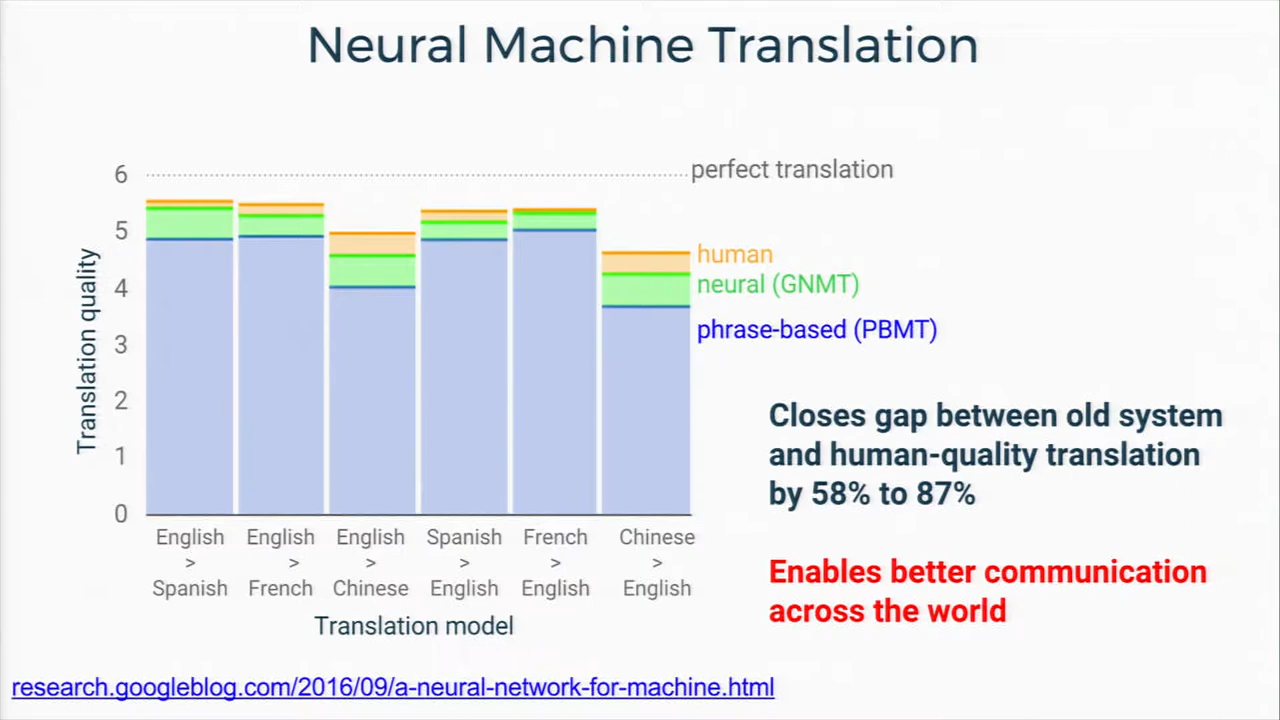 Neural Machine Translation
6
5
4
3
2
1
0
Translation quality
perfect translation
human
neural (GNMT)
phrase-based (PBMT)
English
>
Spanish
English
>
French
English
>
Chinese
Spanish
>
English
French
>
English
Chinese
>
English
Translation model
Closes gap between old system
and human-quality translation
by 58% to 87%
Enables better communication
across the world
research.googleblog.com/2016/09/a-neural-network-for-machine.html